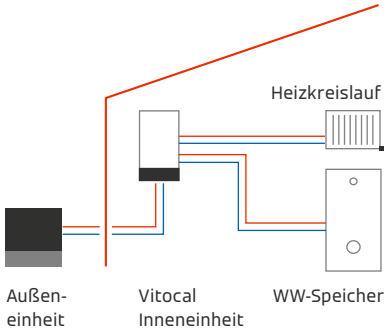 Heizkreislauf
Außen-
einheit
Vitocal
Inneneinheit
WW-Speicher